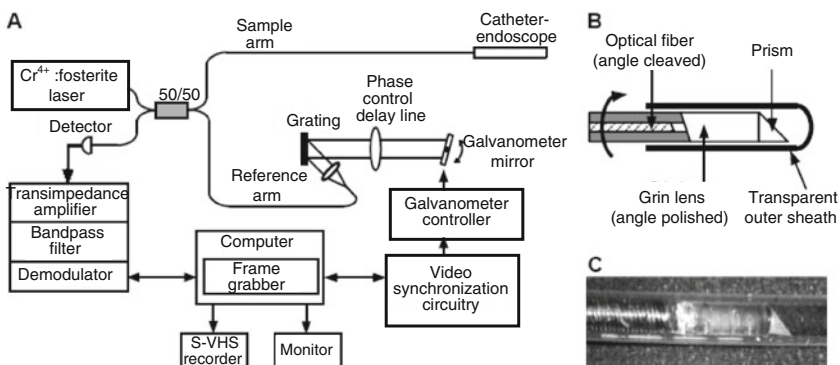 A
Sample
arm
Catheter-
endoscope
Cr4+ :fosterite
laser
50/50
Detector
Phase
control
delay line
Grating
Galvanometer
mirror
Reference
arm
Transimpedance
amplifier
Bandpass
filter
Demodulator
Computer
Frame
grabber
Galvanometer
controller
Video
synchronization
circuitry
S-VHS
recorder
Monitor
B
Optical fiber
(angle cleaved)
Prism
Grin lens
(angle polished)
Transparent
outer sheath
C